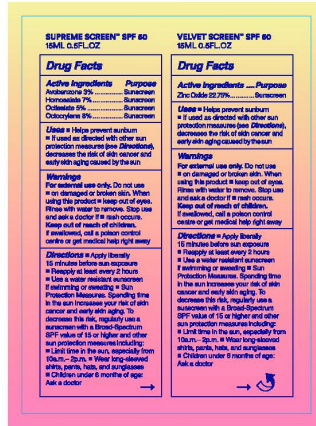 SUPREME SCREEN™ SPF 50
15ML 0.5FL.OZ
Drug Facts
Active Ingredients Purpose
Avobenzone 3% .............. Sunscreen
Homosalate 7% .............. Sunscreen
Octisalate 5% .............. Sunscreen
Octocrylene 8% .............. Sunscreen
Uses ■ Helps prevent sunburn
■ If used as directed with other sun
protection measures (see Directions),
decreases the risk of skin cancer and
early skin aging caused by the sun
Warnings
For external use only. Do not use
■ on damaged or broken skin. When
using this product ■ keep out of eyes.
Rinse with water to remove. Stop use
and ask a doctor if ■ rash occurs.
Keep out of reach of children.
If swallowed, call a poison control
centre or get medical help right away
Directions ■ Apply liberally
15 minutes before sun exposure
■ Reapply at least every 2 hours
■ Use a water resistant sunscreen
if swimming or sweating ■ Sun
Protection Measures. Spending time
in the sun increases your risk of skin
cancer and early skin aging. To
decrease this risk, regularly use a
sunscreen with a Broad-Spectrum
SPF value of 15 or higher and other
sun protection measures including:
■ Limit time in the sun, especially from
10a.m.– 2p.m. ■ Wear long-sleeved
shirts, pants, hats, and sunglasses
■ Children under 6 months of age:
Ask a doctor
VELVET SCREEN™ SPF 50
15ML 0.5FL.OZ
Drug Facts
Active Ingredients .... Purpose
Zinc Oxide 22.75% .............. Sunscreen
Uses ■ Helps prevent sunburn
■ If used as directed with other sun
protection measures (see Directions),
decreases the risk of skin cancer and
early skin aging caused by the sun
Warnings
For external use only. Do not use
■ on damaged or broken skin. When
using this product ■ keep out of eyes.
Rinse with water to remove. Stop use
and ask a doctor if ■ rash occurs.
Keep out of reach of children.
If swallowed, call a poison control
centre or get medical help right away
Directions ■ Apply liberally
15 minutes before sun exposure
■ Reapply at least every 2 hours
■ Use a water resistant sunscreen
if swimming or sweating ■ Sun
Protection Measures. Spending time
in the sun increases your risk of skin
cancer and early skin aging. To
decrease this risk, regularly use a
sunscreen with a Broad-Spectrum
SPF value of 15 or higher and other
sun protection measures including:
■ Limit time in the sun, especially from
10a.m.– 2p.m. ■ Wear long-sleeved
shirts, pants, hats, and sunglasses
■ Children under 6 months of age:
Ask a doctor